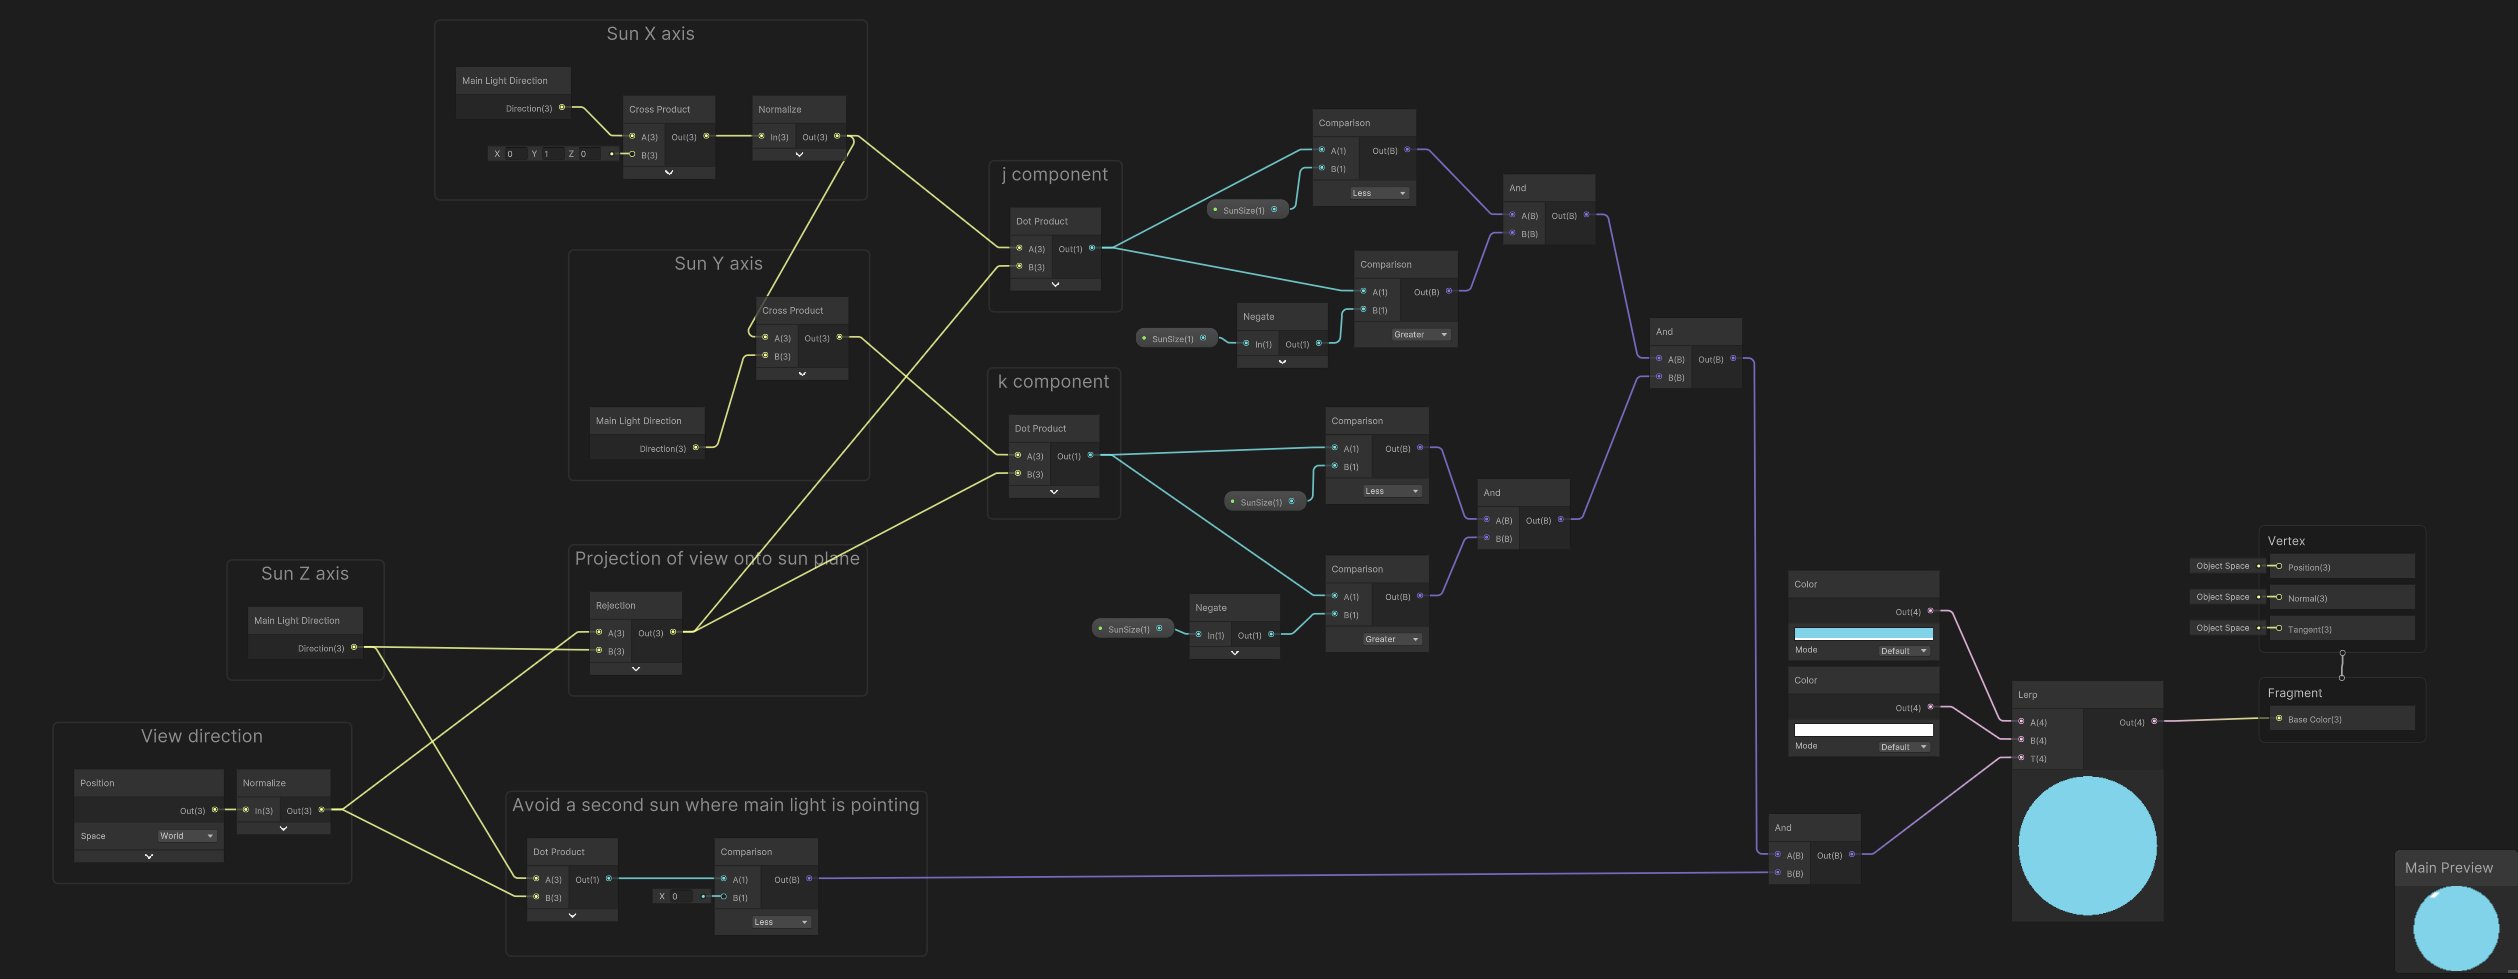 Sun X axis
Main Light Direction
Direction(3)
X 0 Y 1 Z 0
Cross Product
A(3) Out(3)
B(3)
Normalize
In(3) Out(3)
Sun Y axis
Cross Product
A(3) Out(3)
B(3)
Main Light Direction
Direction(3)
Sun Z axis
Main Light Direction
Direction(3)
View direction
Position
Out(3)
Space World
Normalize
In(3) Out(3)
Projection of view onto sun plane
Rejection
A(3) Out(3)
B(3)
Avoid a second sun where main light is pointing
Dot Product
A(3) Out(1)
B(3)
X 0
Comparison
A(1) Out(B)
B(1)
Less
j component
Dot Product
A(3) Out(1)
B(3)
k component
Dot Product
A(3) Out(1)
B(3)
Comparison
A(1) Out(B)
B(1)
Less
SunSize(1)
Comparison
A(1) Out(B)
B(1)
Greater
SunSize(1)
Negate
In(1) Out(1)
And
A(B) Out(B)
B(B)
Comparison
A(1) Out(B)
B(1)
Less
SunSize(1)
Comparison
A(1) Out(B)
B(1)
Greater
SunSize(1)
Negate
In(1) Out(1)
And
A(B) Out(B)
B(B)
And
A(B) Out(B)
B(B)
Color
Out(4)
Mode Default
Color
Out(4)
Mode Default
And
A(B) Out(B)
B(B)
Lerp
A(4) Out(4)
B(4)
T(4)
Vertex
Object Space Position(3)
Object Space Normal(3)
Object Space Tangent(3)
Fragment
Base Color(3)
Main Preview